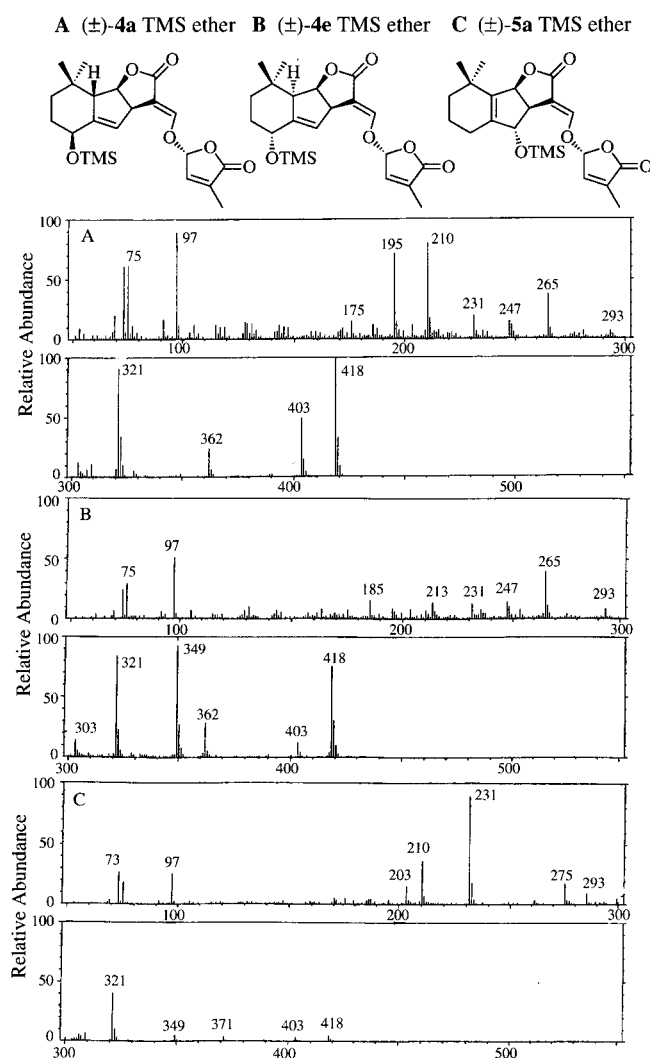 A (±)-4a TMS ether B (±)-4e TMS ether C (±)-5a TMS ether
H O O O O O O OTMS
H O O O O O O OTMS
O O O O O OTMS
A
100 50 0
75 97 175 195 210 231 247 265 293
100 200 300
100 50 0
321 362 403 418
300 400 500
B
100 50 0
75 97 185 213 231 247 265 293
100 200 300
100 50 0
303 321 349 362 403 418
300 400 500
C
100 50 0
73 97 203 210 231 275 293
100 200 300
100 50 0
321 349 371 403 418
300 400 500
Relative Abundance
Relative Abundance
Relative Abundance